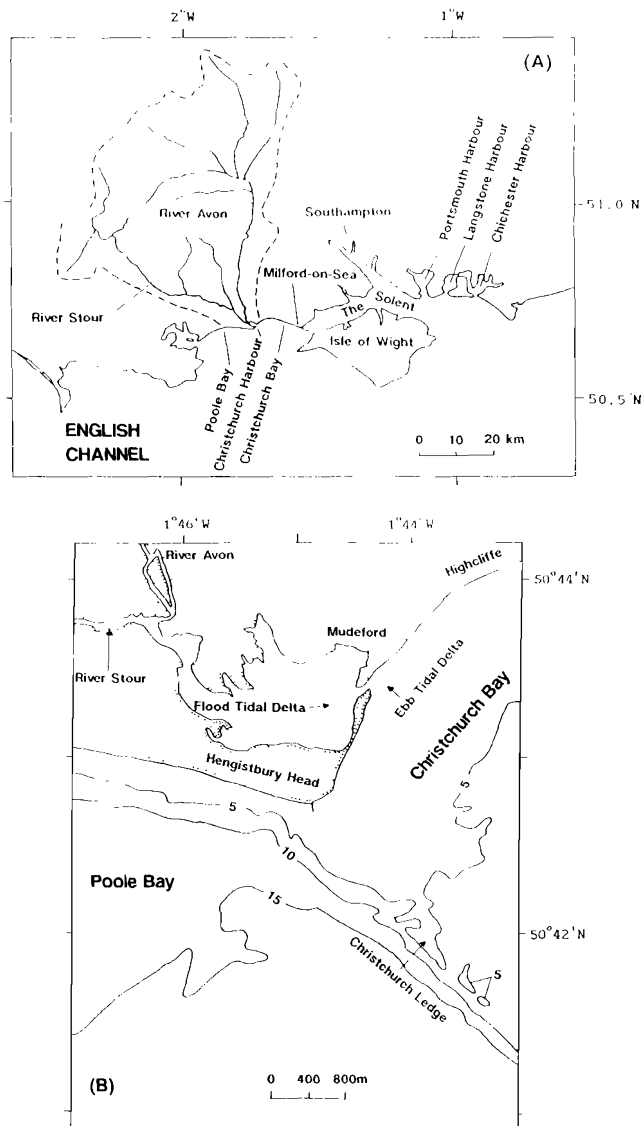 2°W
1°W
(A)
51.0 N
50.5'N
Portsmouth Harbour
Langstone Harbour
Chichester Harbour
River Avon
Southampton
Milford-on-Sea
The Solent
River Stour
Isle of Wight
Poole Bay
Christchurch Harbour
Christchurch Bay
ENGLISH
CHANNEL
0 10 20 km
1°46'W
1°44'W
River Avon
Highcliffe
50°44'N
Mudeford
River Stour
Flood Tidal Delta
Ebb Tidal Delta
Christchurch Bay
Hengistbury Head
5
5
10
Poole Bay
15
50°42'N
Christchurch Ledge
5
(B)
0 400 800m